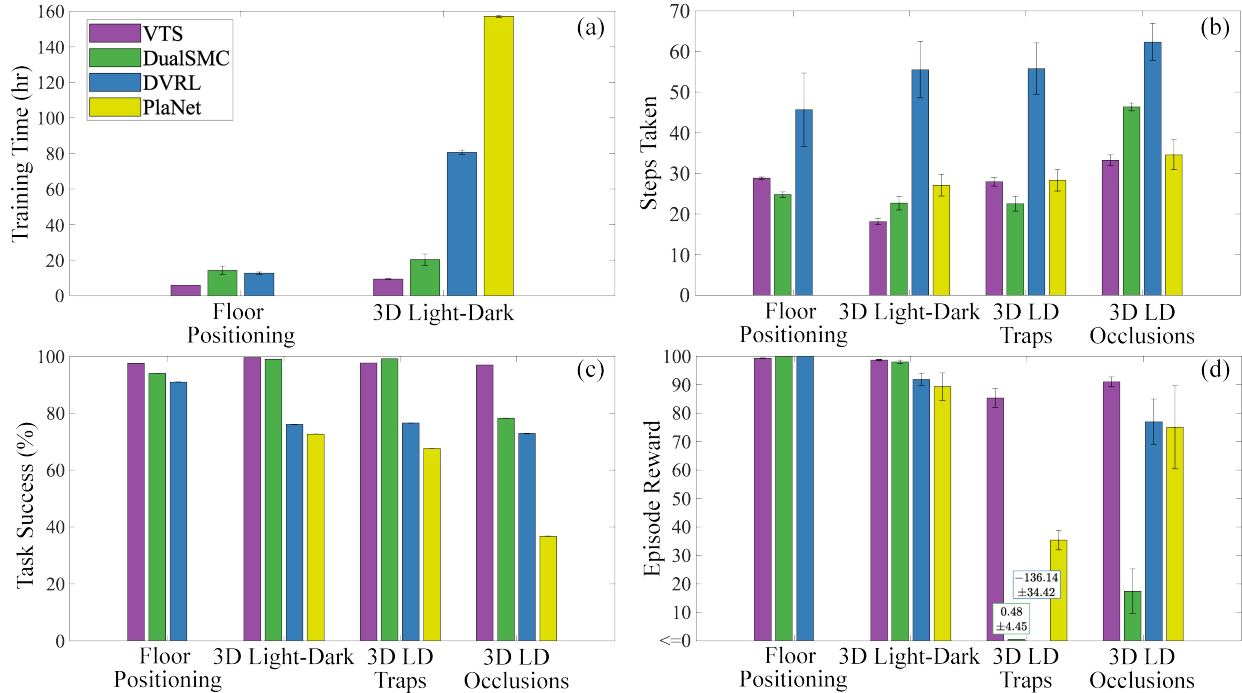 (a)
Training Time (hr)
160
140
120
100
80
60
40
20
0
VTS
DualSMC
DVRL
PlaNet
Floor
Positioning
3D Light-Dark
(b)
Steps Taken
70
60
50
40
30
20
10
0
Floor
Positioning
3D Light-Dark
3D LD
Traps
3D LD
Occlusions
(c)
Task Success (%)
100
80
60
40
20
0
Floor
Positioning
3D Light-Dark
3D LD
Traps
3D LD
Occlusions
(d)
Episode Reward
100
90
80
70
60
50
40
30
20
10
<=0
−136.14
±34.42
0.48
±4.45
Floor
Positioning
3D Light-Dark
3D LD
Traps
3D LD
Occlusions